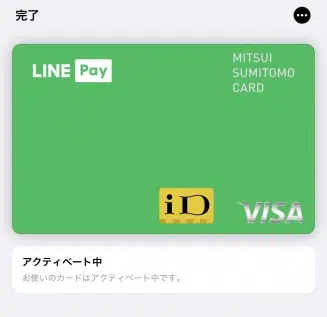 完了
LINE Pay
MITSUI
SUMITOMO
CARD
iD
VISA
アクティベート中
お使いのカードはアクティベート中です。